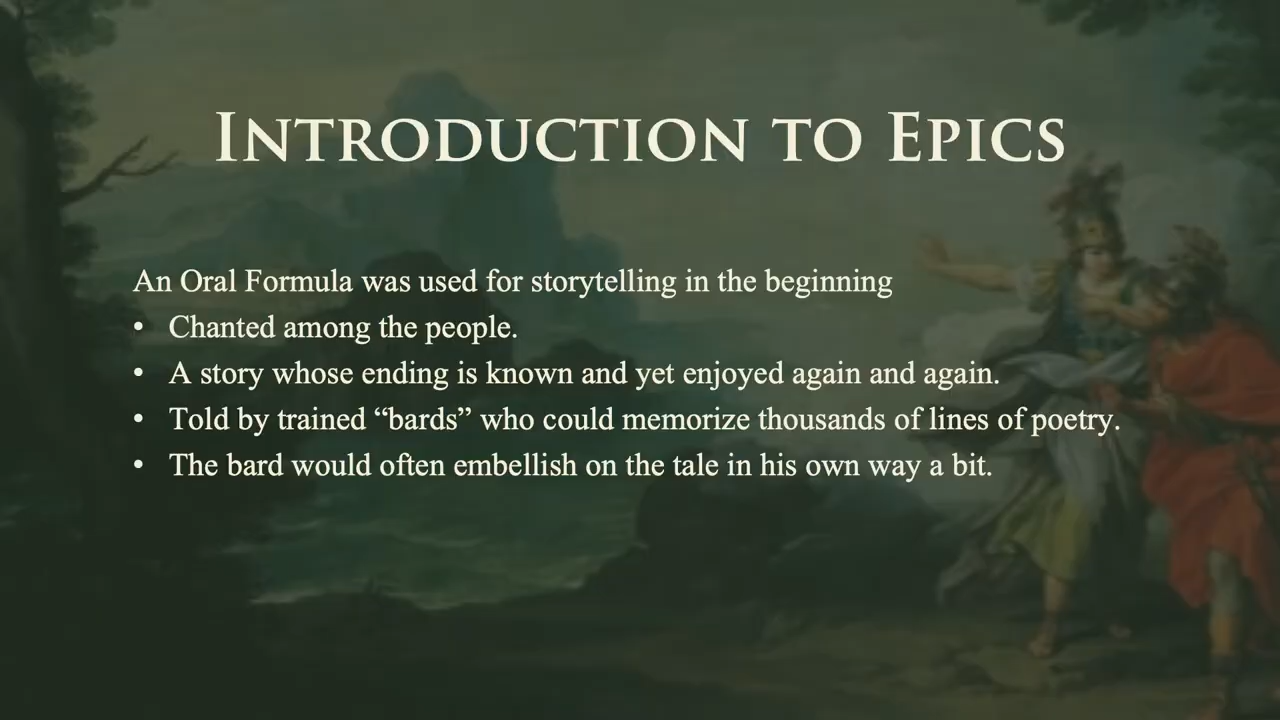 Introduction to Epics
An Oral Formula was used for storytelling in the beginning
• Chanted among the people.
• A story whose ending is known and yet enjoyed again and again.
• Told by trained “bards” who could memorize thousands of lines of poetry.
• The bard would often embellish on the tale in his own way a bit.